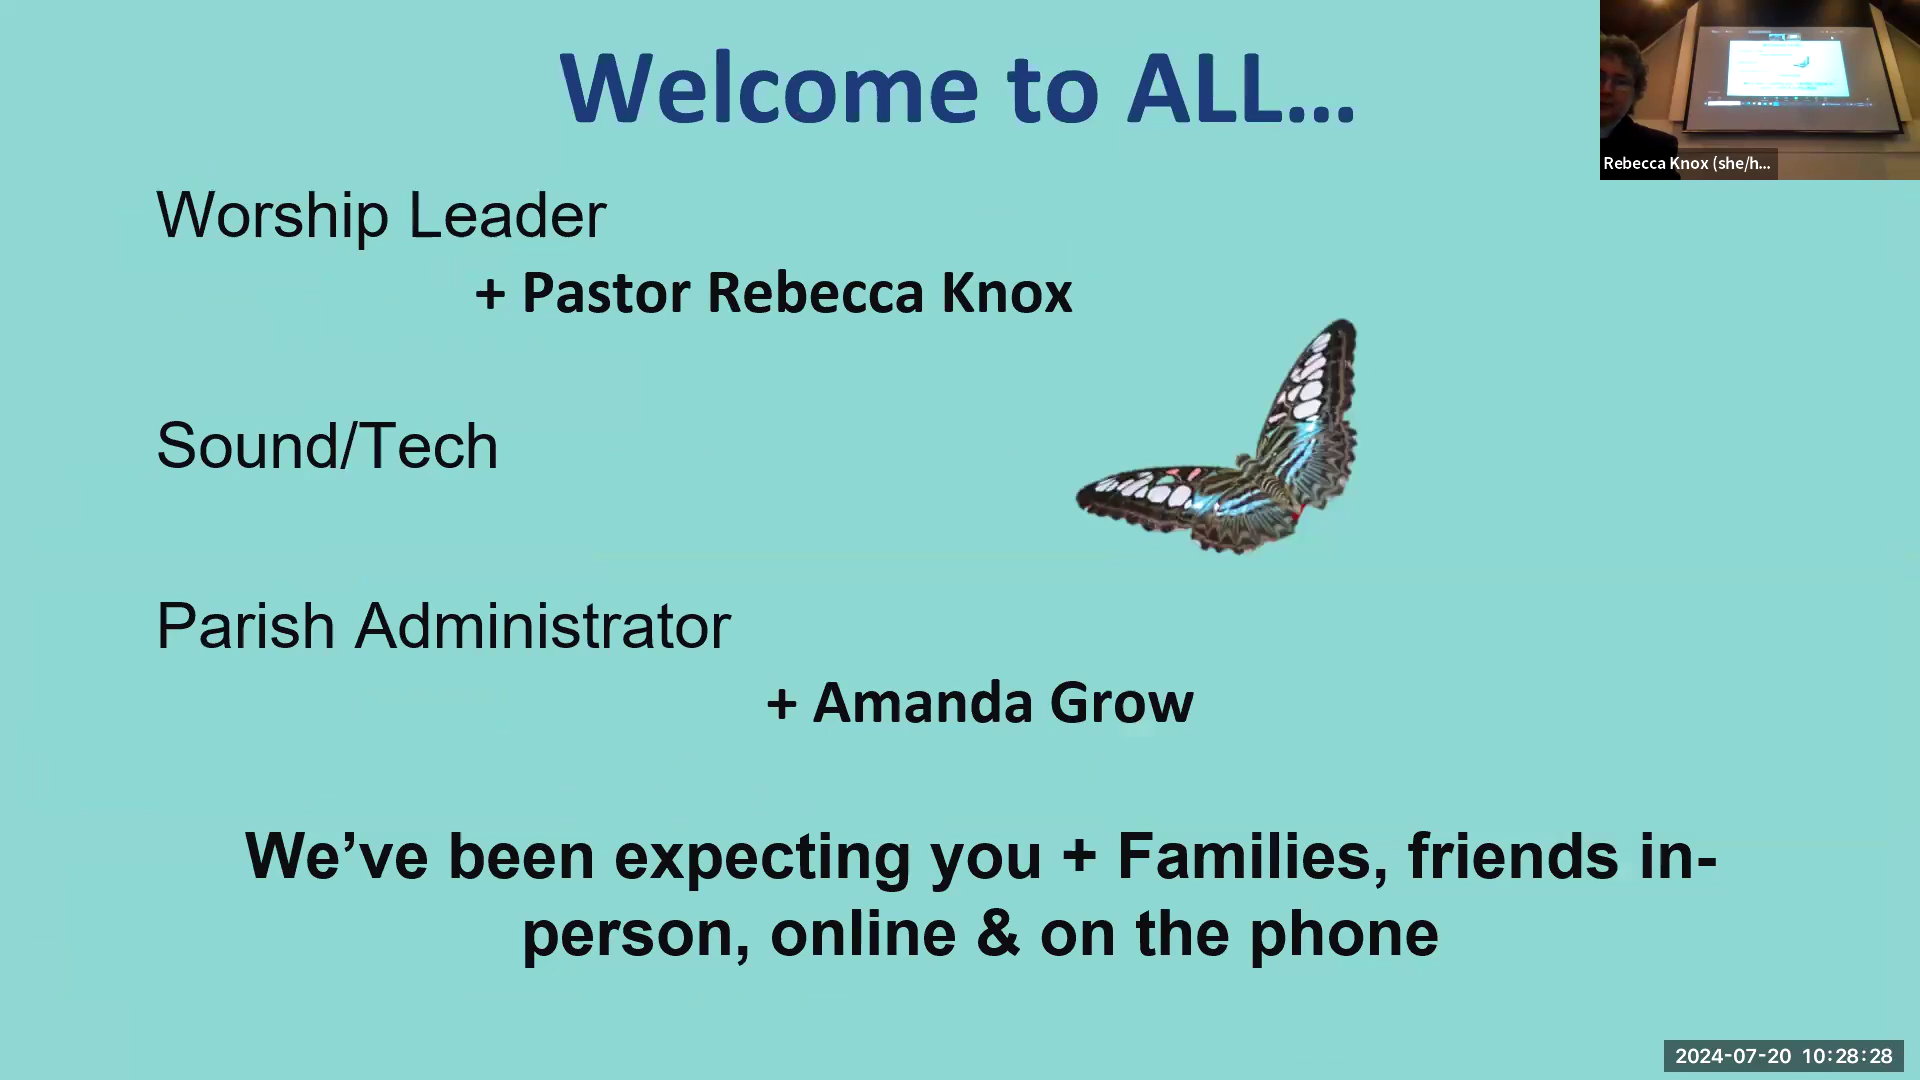 Welcome to ALL...
Rebecca Knox (she/h...
Worship Leader
+ Pastor Rebecca Knox
Sound/Tech
Parish Administrator
+ Amanda Grow
We’ve been expecting you + Families, friends in-
person, online & on the phone
2024-07-20 10:28:28